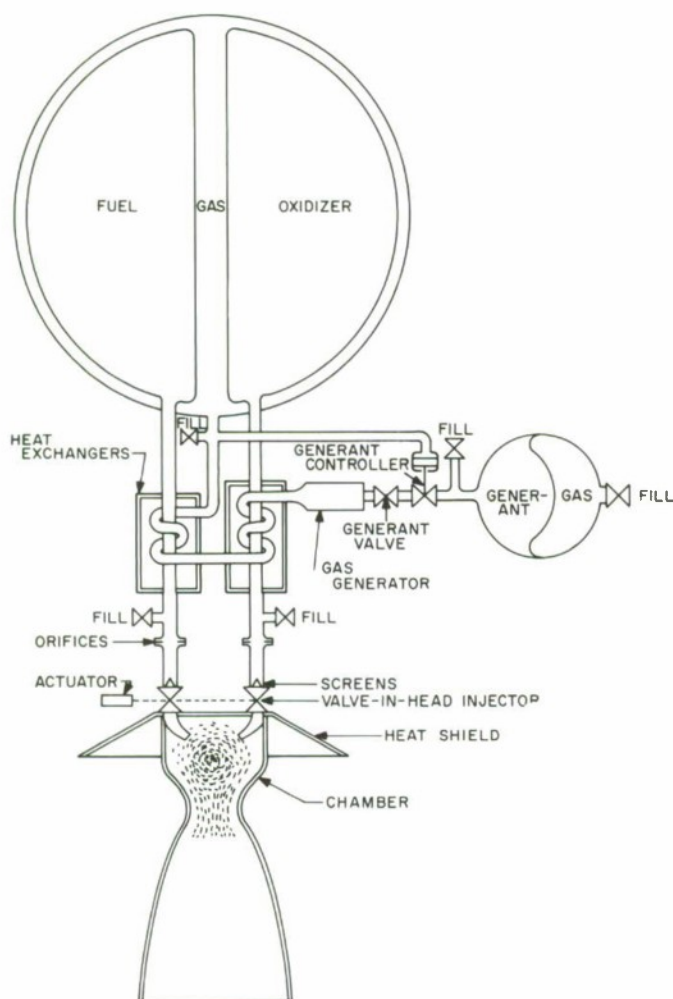 FUEL
GAS
OXIDIZER
FILL
HEAT
EXCHANGERS
GENERANT
CONTROLLER
FILL
GENER-
ANT
GAS
FILL
GENERANT
VALVE
GAS
GENERATOR
FILL
FILL
ORIFICES
ACTUATOR
SCREENS
VALVE-IN-HEAD INJECTOR
HEAT SHIELD
CHAMBER